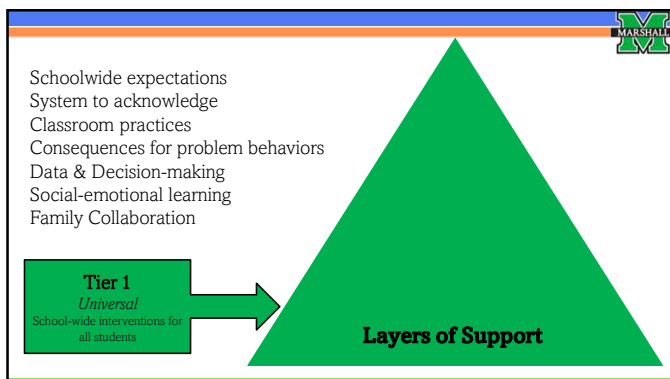 MARSHALL
Schoolwide expectations
System to acknowledge
Classroom practices
Consequences for problem behaviors
Data & Decision-making
Social-emotional learning
Family Collaboration
Tier 1
Universal
School-wide interventions for
all students
Layers of Support